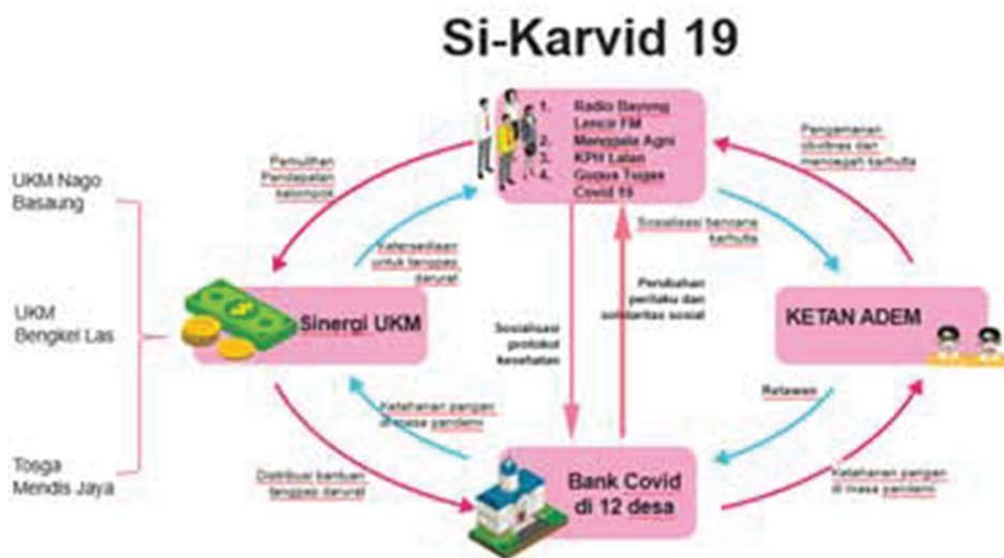 Si-Karvid 19
1. Radio Bayung
Lencir FM
2. Manggala Agni
3. KPH Lalan
4. Gugus Tugas
Covid 19
Pemulihan
Pendapatan
kelompok
Pengamanan
obvitnas dan
mencegah karhutla
UKM Nago
Basaung
Ketersediaan
untuk tanggap
darurat
Sosialisasi bencana
karhutla
UKM
Bengkel Las
Sinergi UKM
Sosialisasi
protokol
kesehatan
Perubahan
perilaku dan
solidaritas sosial
KETAN ADEM
Ketahanan pangan
di masa pandemi
Relawan
Tosga
Mendis Jaya
Distribusi bantuan
tanggap darurat
Bank Covid
di 12 desa
Ketahanan pangan
di masa pandemi